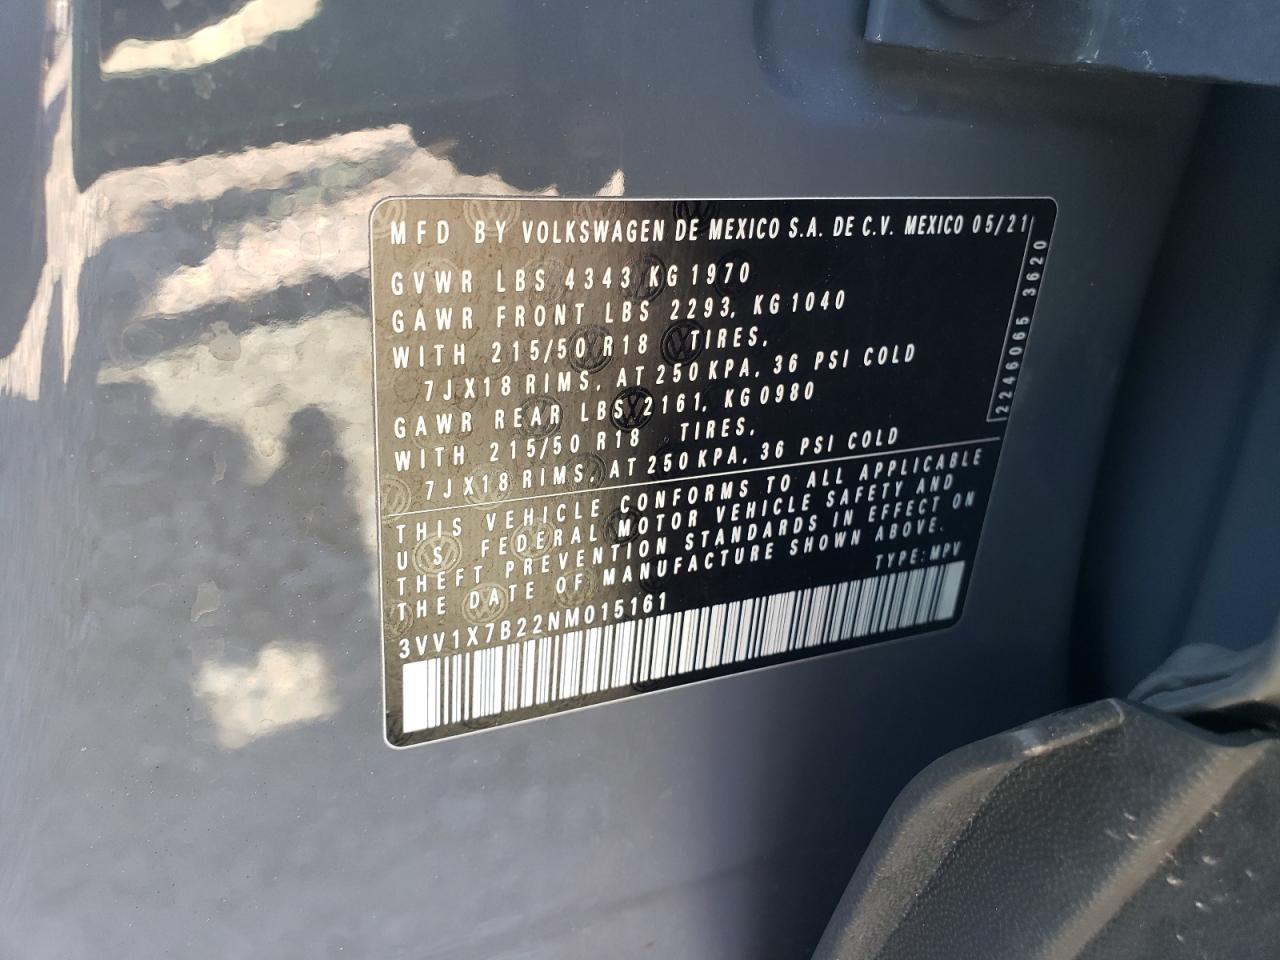 MFD BY VOLKSWAGEN DE MEXICO S.A. DE C.V. MEXICO 05/21
GVWR LBS 4343 KG 1970
GAWR FRONT LBS 2293, KG 1040
WITH 215/50 R18 TIRES,
7JX18 RIMS, AT 250 KPA, 36 PSI COLD
GAWR REAR LBS 2161, KG 0980
WITH 215/50 R18 TIRES,
7JX18 RIMS, AT 250 KPA, 36 PSI COLD
2246065 3620
THIS VEHICLE CONFORMS TO ALL APPLICABLE
U S FEDERAL MOTOR VEHICLE SAFETY AND
THEFT PREVENTION STANDARDS IN EFFECT ON
THE DATE OF MANUFACTURE SHOWN ABOVE.
TYPE: MPV
3VV1X7B22NM015161